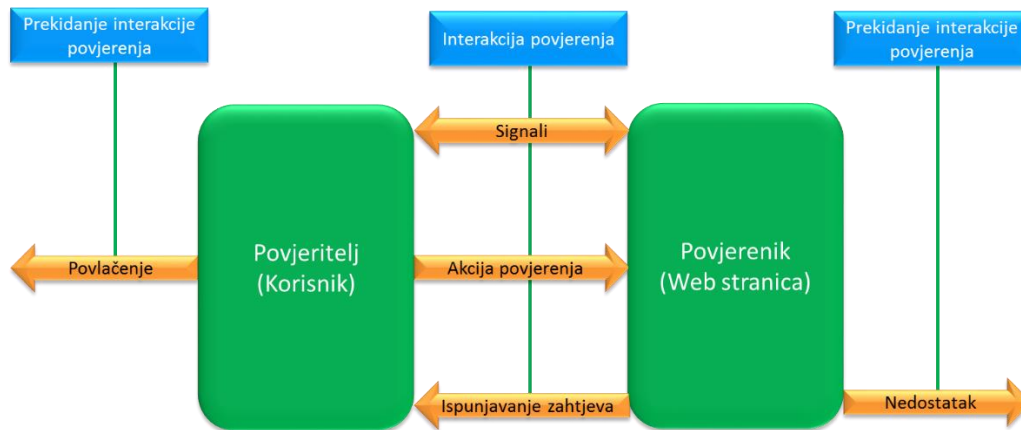 Prekidanje interakcije
povjerenja
Interakcija povjerenja
Prekidanje interakcije
povjerenja
Signali
Povjeritelj
(Korisnik)
Povjerenik
(Web stranica)
Povlačenje
Akcija povjerenja
Ispunjavanje zahtjeva
Nedostatak